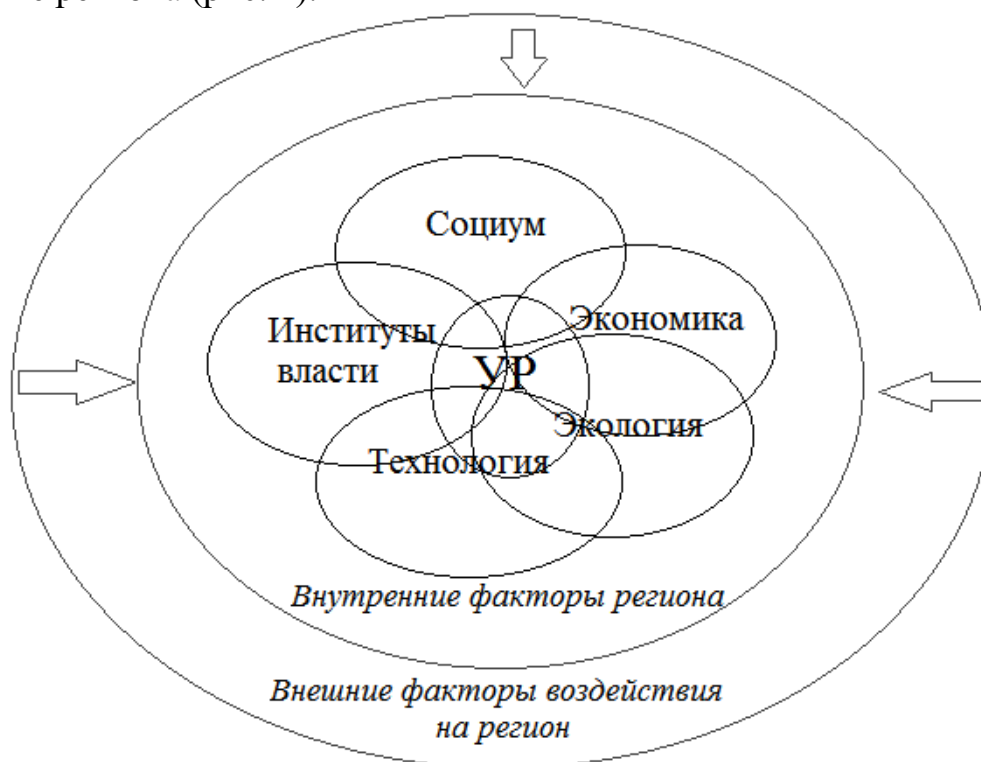 Социум
Экономика
Институты
власти
УР
Экология
Технология
Внутренние факторы региона
Внешние факторы воздействия
на регион